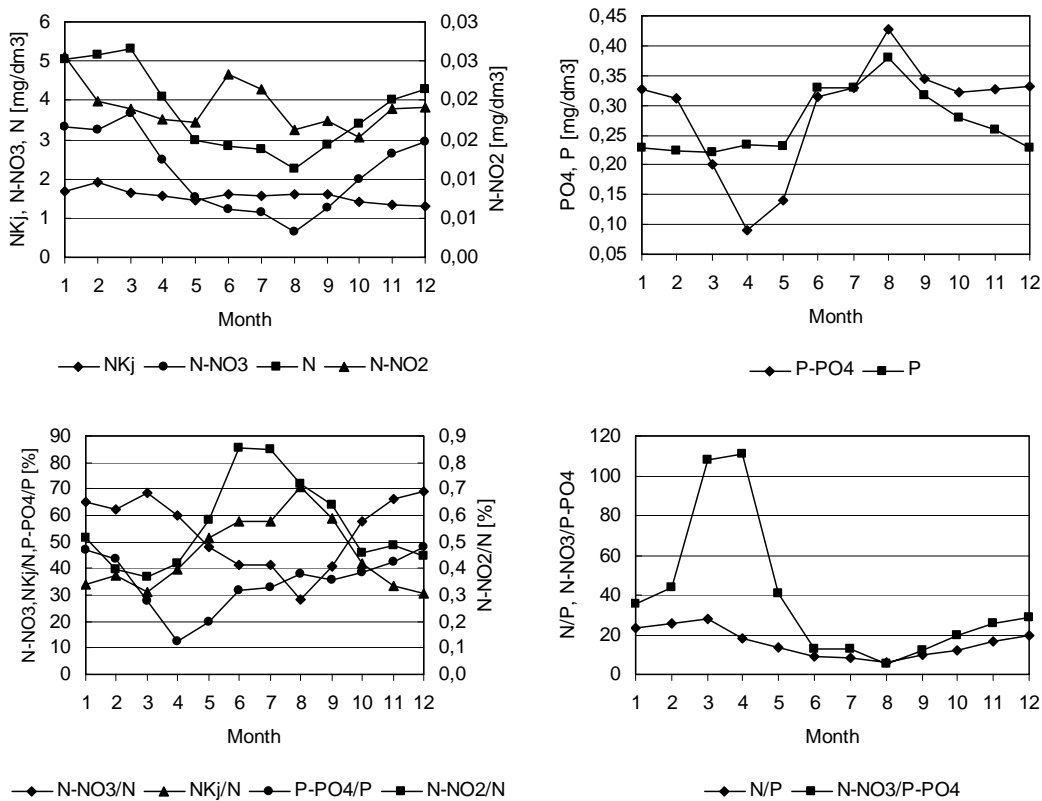 NKj, N-NO3, N [mg/dm3]
6
5
4
3
2
1
0
0,03
0,03
0,02
0,02
0,01
0,01
0,00
N-NO2 [mg/dm3]
1 2 3 4 5 6 7 8 9 10 11 12
Month
NKj N-NO3 N N-NO2
PO4, P [mg/dm3]
0,45
0,40
0,35
0,30
0,25
0,20
0,15
0,10
0,05
1 2 3 4 5 6 7 8 9 10 11 12
Month
P-PO4 P
N-NO3,NKj/N,P-PO4/P [%]
90
80
70
60
50
40
30
20
10
0
0,9
0,8
0,7
0,6
0,5
0,4
0,3
0,2
0,1
0,0
N-NO2/N [%]
1 2 3 4 5 6 7 8 9 10 11 12
Month
N-NO3/N NKj/N P-PO4/P N-NO2/N
N/P, N-NO3/P-PO4
120
100
80
60
40
20
0
1 2 3 4 5 6 7 8 9 10 11 12
Month
N/P N-NO3/P-PO4